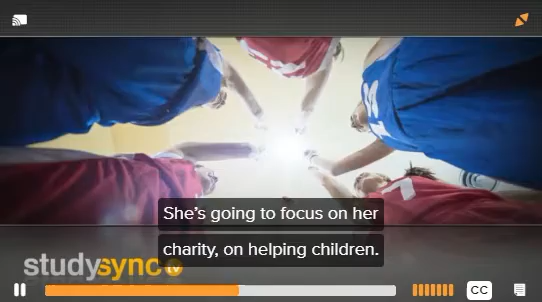 She's going to focus on her
charity, on helping children.
studysync tv
CC